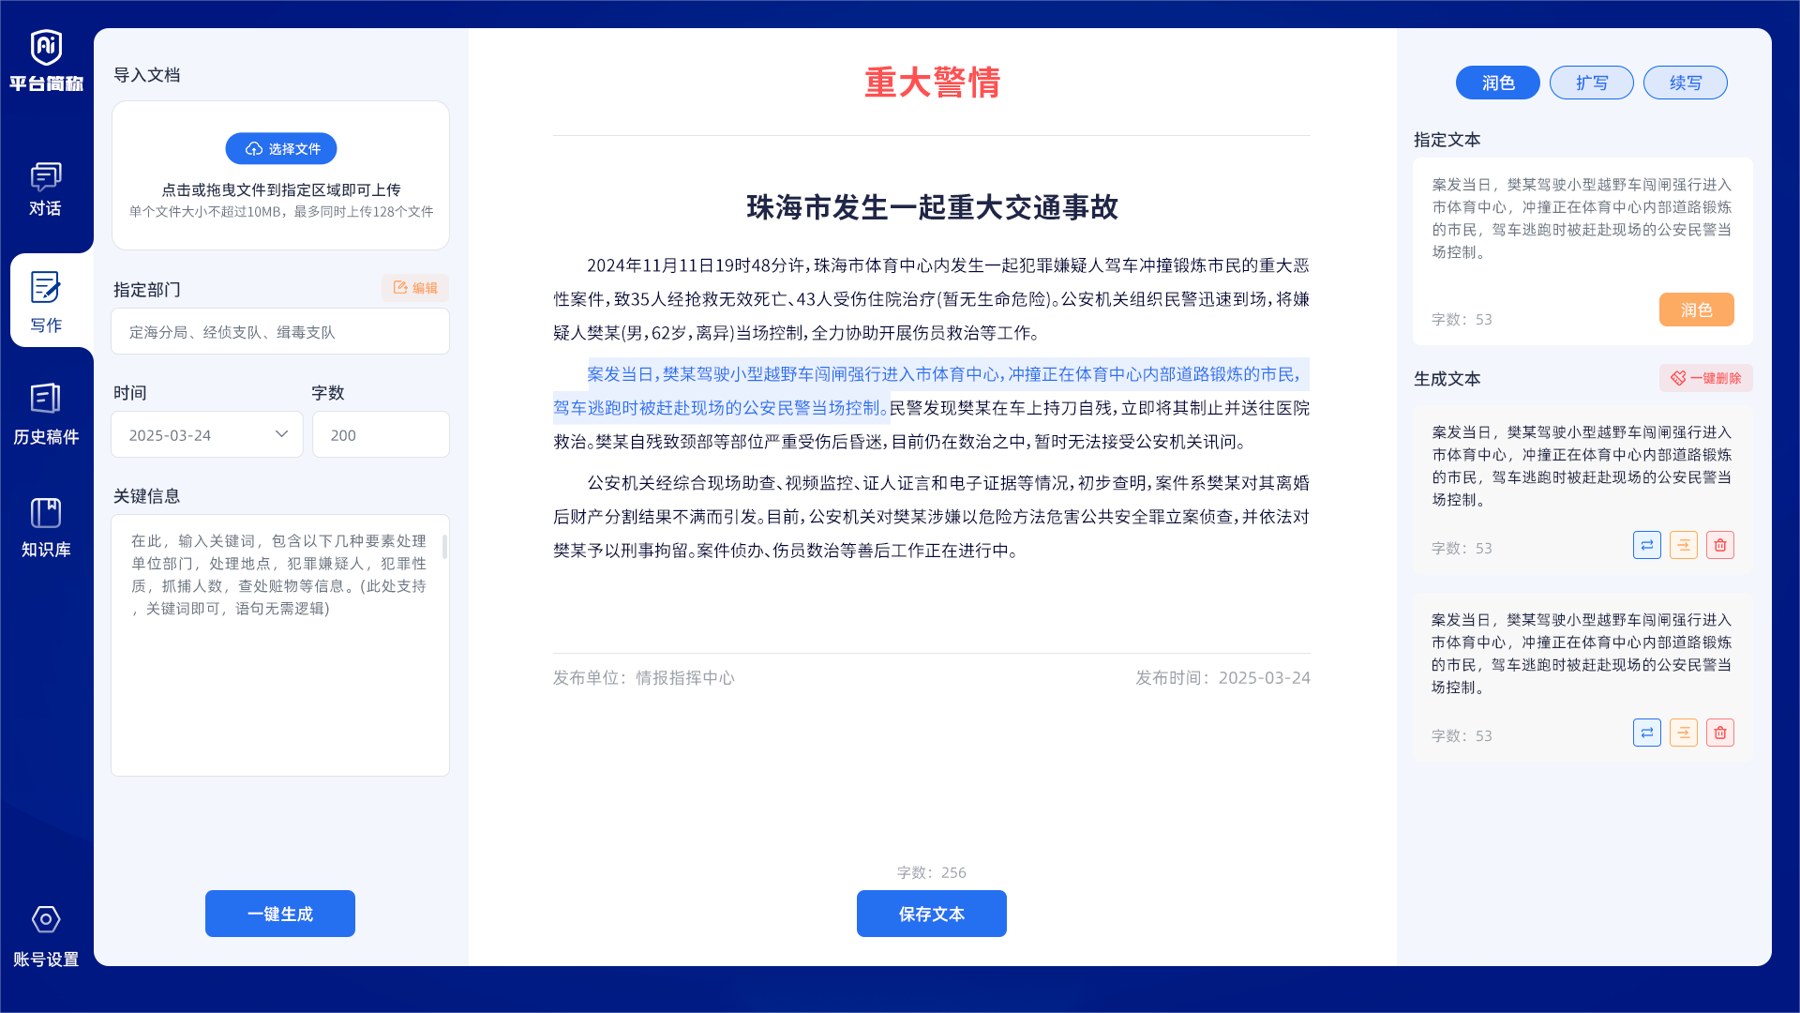 平台简称
对话
写作
历史稿件
知识库
账号设置
导入文档
选择文件
点击或拖曳文件到指定区域即可上传
单个文件大小不超过10MB，最多同时上传128个文件
指定部门
编辑
定海分局、经侦支队、缉毒支队
时间
字数
2025-03-24
200
关键信息
在此，输入关键词，包含以下几种要素处理
单位部门，处理地点，犯罪嫌疑人，犯罪性
质，抓捕人数，查处赃物等信息。(此处支持
，关键词即可，语句无需逻辑)
一键生成
重大警情
珠海市发生一起重大交通事故
2024年11月11日19时48分许，珠海市体育中心内发生一起犯罪嫌疑人驾车冲撞锻炼市民的重大恶
性案件，致35人经抢救无效死亡、43人受伤住院治疗(暂无生命危险)。公安机关组织民警迅速到场，将嫌
疑人樊某(男，62岁，离异)当场控制，全力协助开展伤员救治等工作。
案发当日，樊某驾驶小型越野车闯闸强行进入市体育中心，冲撞正在体育中心内部道路锻炼的市民，
驾车逃跑时被赶赴现场的公安民警当场控制。民警发现樊某在车上持刀自残，立即将其制止并送往医院
救治。樊某自残致颈部等部位严重受伤后昏迷，目前仍在数治之中，暂时无法接受公安机关讯问。
公安机关经综合现场助查、视频监控、证人证言和电子证据等情况，初步查明，案件系樊某对其离婚
后财产分割结果不满而引发。目前，公安机关对樊某涉嫌以危险方法危害公共安全罪立案侦查，并依法对
樊某予以刑事拘留。案件侦办、伤员数治等善后工作正在进行中。
发布单位：情报指挥中心
发布时间：2025-03-24
字数：256
保存文本
润色
扩写
续写
指定文本
案发当日，樊某驾驶小型越野车闯闸强行进入
市体育中心，冲撞正在体育中心内部道路锻炼
的市民，驾车逃跑时被赶赴现场的公安民警当
场控制。
字数：53
润色
生成文本
一键删除
案发当日，樊某驾驶小型越野车闯闸强行进入
市体育中心，冲撞正在体育中心内部道路锻炼
的市民，驾车逃跑时被赶赴现场的公安民警当
场控制。
字数：53
案发当日，樊某驾驶小型越野车闯闸强行进入
市体育中心，冲撞正在体育中心内部道路锻炼
的市民，驾车逃跑时被赶赴现场的公安民警当
场控制。
字数：53